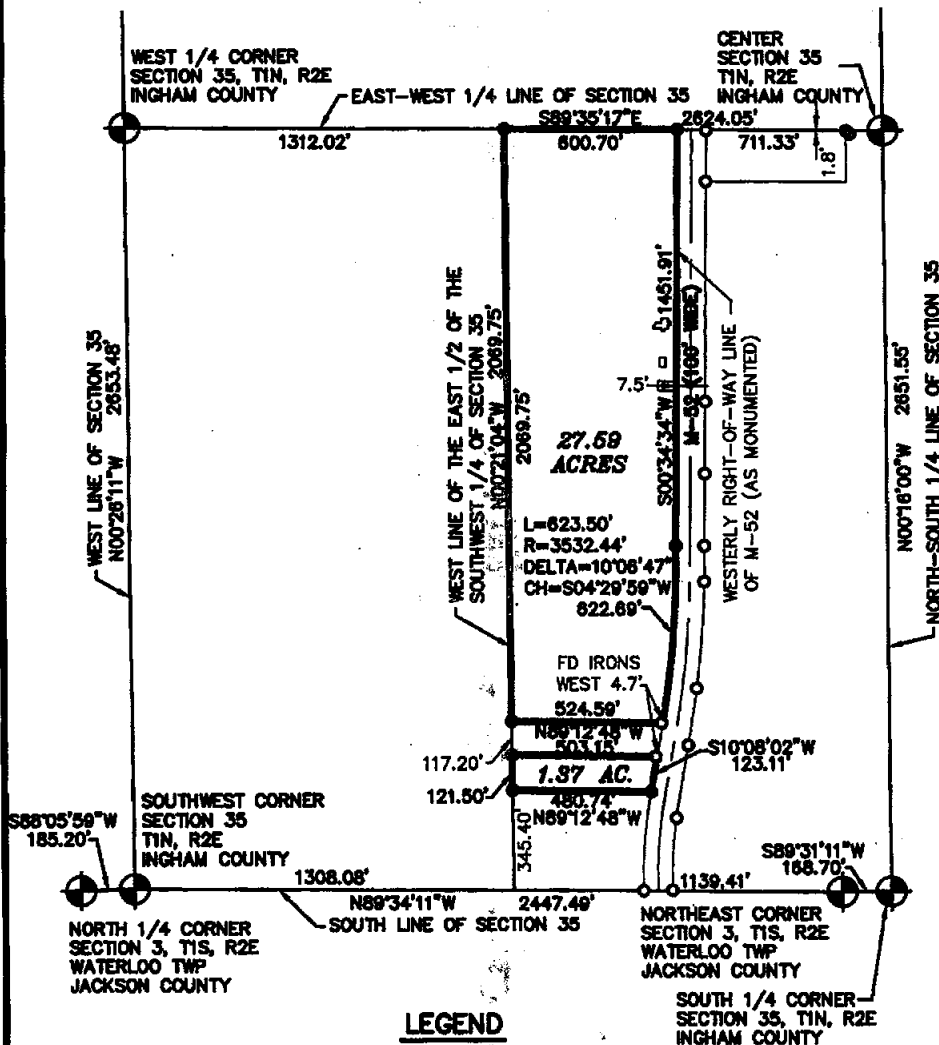 WEST 1/4 CORNER
SECTION 35, T1N, R2E
INGHAM COUNTY
CENTER
SECTION 35
T1N, R2E
INGHAM COUNTY
EAST-WEST 1/4 LINE OF SECTION 35
S89°35'17"E
2624.05'
1312.02'
600.70'
711.33'
1.8'
WEST LINE OF SECTION 35
N00°26'11"W 2653.48'
WEST LINE OF THE EAST 1/2 OF THE
SOUTHWEST 1/4 OF SECTION 35
N00°21'04"W 2069.75'
2069.75'
S00°34'34"W
1451.91'
M-52 (100' WIDE)
7.5'
WESTERLY RIGHT-OF-WAY LINE
OF M-52 (AS MONUMENTED)
N00°16'00"W 2651.55'
NORTH-SOUTH 1/4 LINE OF SECTION 35
27.59
ACRES
L=623.50'
R=3532.44'
DELTA=10°06'47"
CH=S04°29'59"W
622.69'
FD IRONS
WEST 4.7'
524.59'
N89°12'48"W
503.15'
117.20'
1.37 AC.
S10°08'02"W
123.11'
121.50'
480.74'
N89°12'48"W
345.40'
SOUTHWEST CORNER
SECTION 35
T1N, R2E
INGHAM COUNTY
S88°05'59"W
185.20'
1308.08'
N89°34'11"W
2447.49'
1139.41'
S89°31'11"W
168.70'
SOUTH LINE OF SECTION 35
NORTH 1/4 CORNER
SECTION 3, T1S, R2E
WATERLOO TWP
JACKSON COUNTY
NORTHEAST CORNER
SECTION 3, T1S, R2E
WATERLOO TWP
JACKSON COUNTY
SOUTH 1/4 CORNER
SECTION 35, T1N, R2E
INGHAM COUNTY
LEGEND